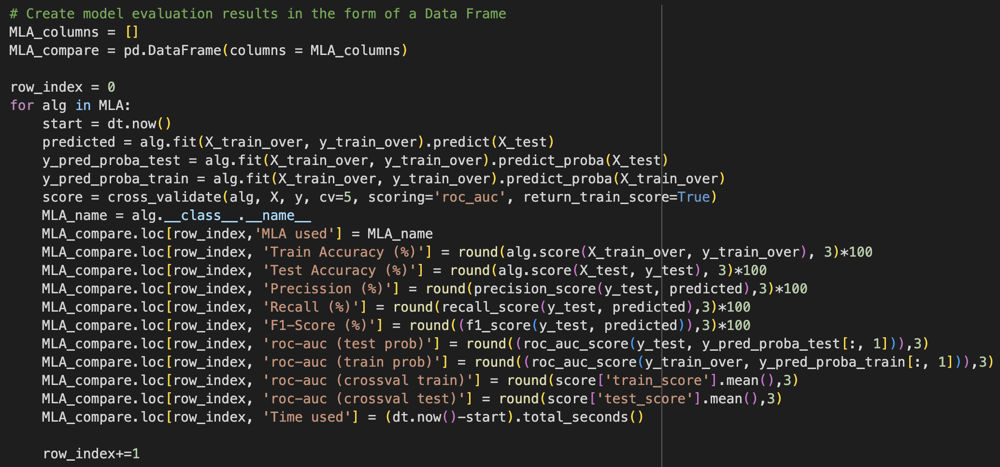 # Create model evaluation results in the form of a Data Frame
MLA_columns = []
MLA_compare = pd.DataFrame(columns = MLA_columns)

row_index = 0
for alg in MLA:
    start = dt.now()
    predicted = alg.fit(X_train_over, y_train_over).predict(X_test)
    y_pred_proba_test = alg.fit(X_train_over, y_train_over).predict_proba(X_test)
    y_pred_proba_train = alg.fit(X_train_over, y_train_over).predict_proba(X_train_over)
    score = cross_validate(alg, X, y, cv=5, scoring='roc_auc', return_train_score=True)
    MLA_name = alg.__class__.__name__
    MLA_compare.loc[row_index,'MLA used'] = MLA_name
    MLA_compare.loc[row_index, 'Train Accuracy (%)'] = round(alg.score(X_train_over, y_train_over), 3)*100
    MLA_compare.loc[row_index, 'Test Accuracy (%)'] = round(alg.score(X_test, y_test), 3)*100
    MLA_compare.loc[row_index, 'Precission (%)'] = round(precision_score(y_test, predicted),3)*100
    MLA_compare.loc[row_index, 'Recall (%)'] = round(recall_score(y_test, predicted),3)*100
    MLA_compare.loc[row_index, 'F1-Score (%)'] = round((f1_score(y_test, predicted)),3)*100
    MLA_compare.loc[row_index, 'roc-auc (test prob)'] = round((roc_auc_score(y_test, y_pred_proba_test[:, 1])),3)
    MLA_compare.loc[row_index, 'roc-auc (train prob)'] = round((roc_auc_score(y_train_over, y_pred_proba_train[:, 1])),3)
    MLA_compare.loc[row_index, 'roc-auc (crossval train)'] = round(score['train_score'].mean(),3)
    MLA_compare.loc[row_index, 'roc-auc (crossval test)'] = round(score['test_score'].mean(),3)
    MLA_compare.loc[row_index, 'Time used'] = (dt.now()-start).total_seconds()

    row_index+=1